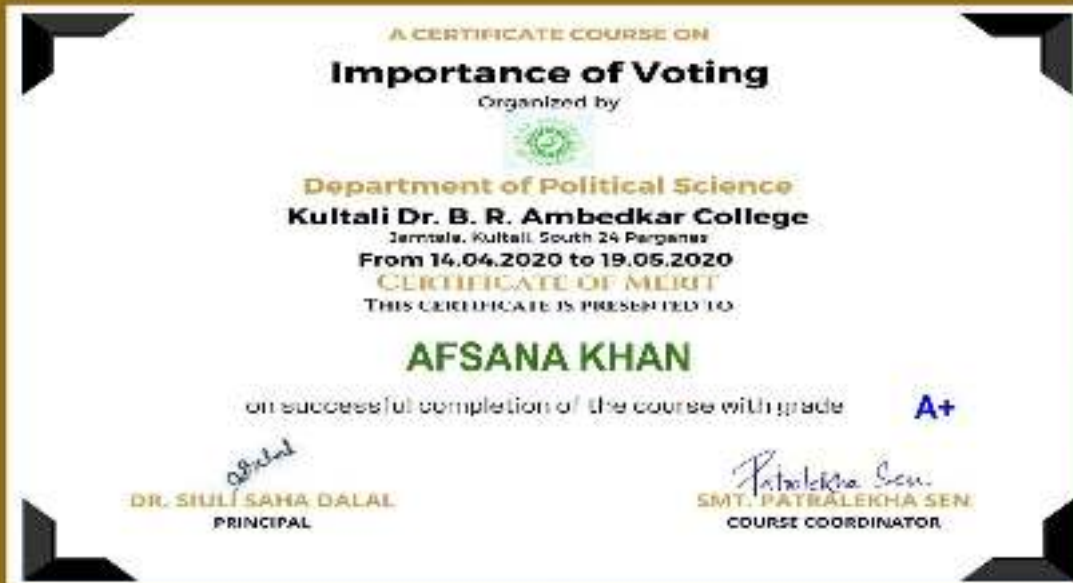 A CERTIFICATE COURSE ON
Importance of Voting
Organized by
Department of Political Science
Kultali Dr. B. R. Ambedkar College
Jamtala, Kultali, South 24 Parganas
From 14.04.2020 to 19.05.2020
CERTIFICATE OF MERIT
THIS CERTIFICATE IS PRESENTED TO
AFSANA KHAN
on successful completion of the course with grade A+
Patralekha Sen.
DR. SIULI SAHA DALAL SMT. PATRALEKHA SEN
PRINCIPAL COURSE COORDINATOR